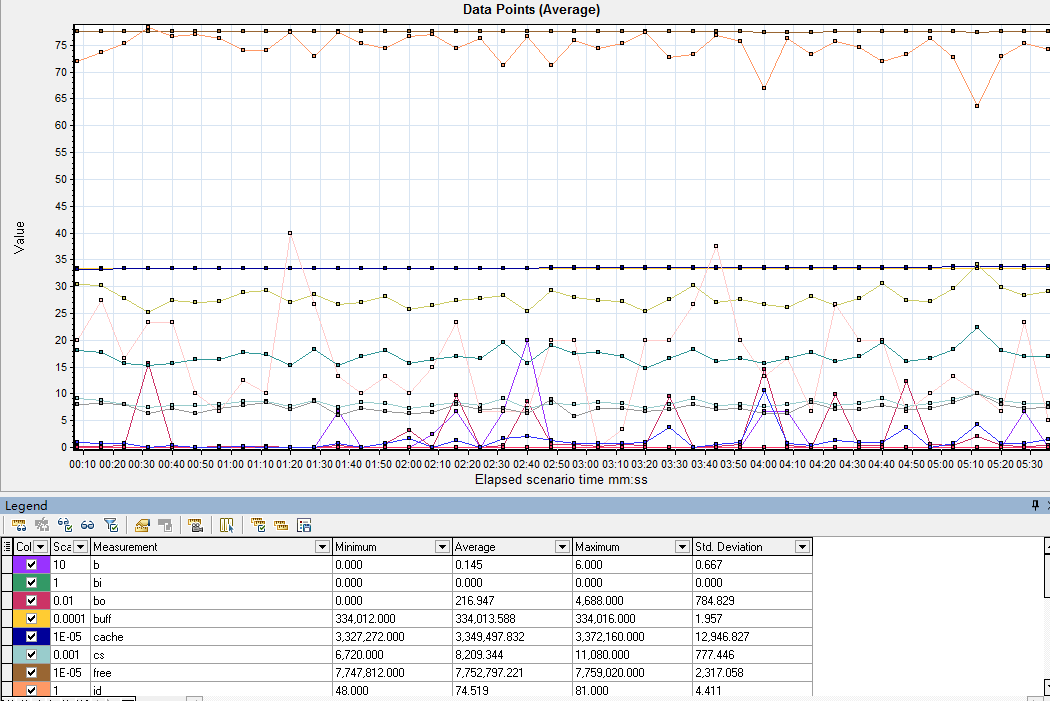 Data Points (Average)
75
70
65
60
55
50
45
40
35
30
25
20
15
10
5
0
Value
00:10 00:20 00:30 00:40 00:50 01:00 01:10 01:20 01:30 01:40 01:50 02:00 02:10 02:20 02:30 02:40 02:50 03:00 03:10 03:20 03:30 03:40 03:50 04:00 04:10 04:20 04:30 04:40 04:50 05:00 05:10 05:20 05:30
Elapsed scenario time mm:ss
Legend
Col Sca Measurement Minimum Average Maximum Std. Deviation
10 b 0.000 0.145 6.000 0.667
1 bi 0.000 0.000 0.000 0.000
0.01 bo 0.000 216.947 4,688.000 784.829
0.0001 buff 334,012.000 334,013.588 334,016.000 1.957
1E-05 cache 3,327,272.000 3,349,497.832 3,372,160.000 12,946.827
0.001 cs 6,720.000 8,209.344 11,080.000 777.446
1E-05 free 7,747,812.000 7,752,797.221 7,759,020.000 2,317.058
1 id 48.000 74.519 81.000 4.411